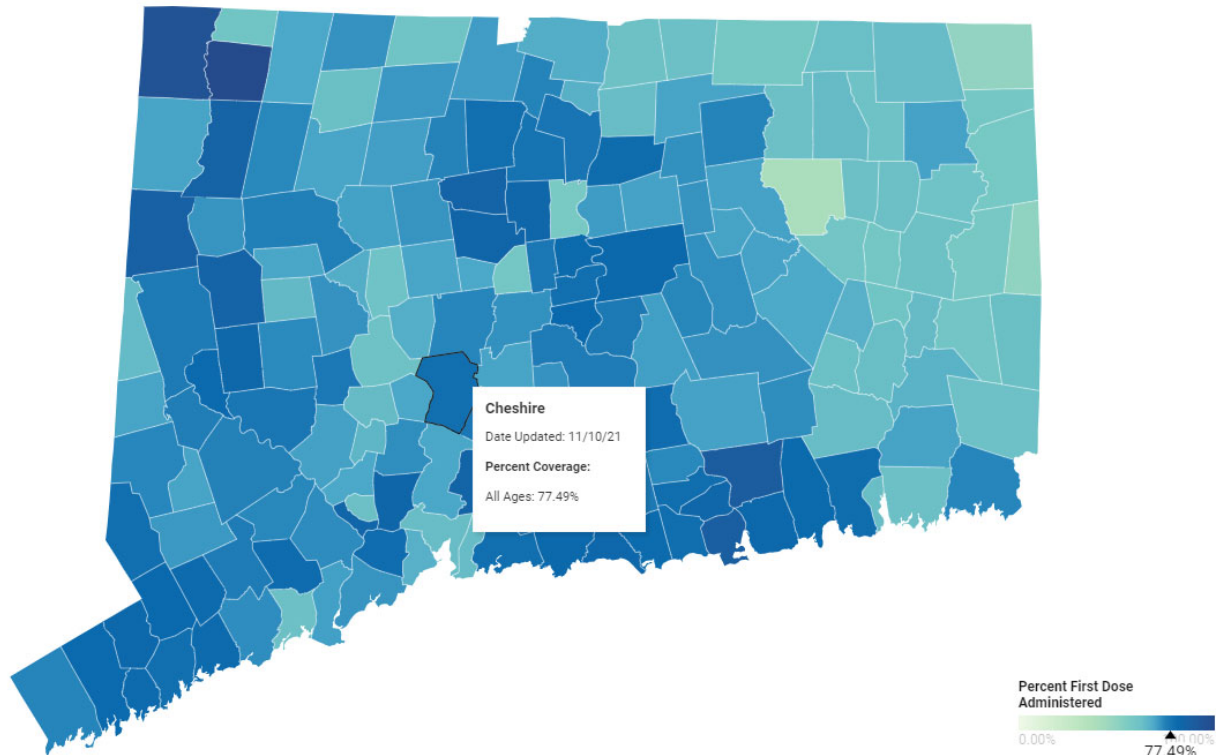 Cheshire
Date Updated: 11/10/21
Percent Coverage:
All Ages: 77.49%
Percent First Dose
Administered
0.00%
77.49%